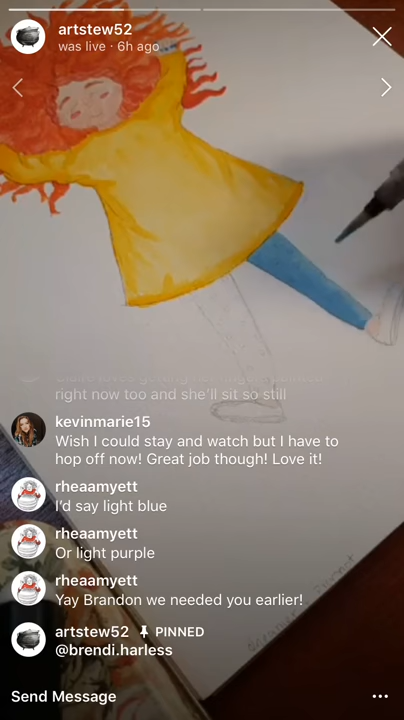 artstew52
was live · 6h ago
right now too and she'll sit so still
kevinmarie15
Wish I could stay and watch but I have to
hop off now! Great job though! Love it!
rheaamyett
I'd say light blue
rheaamyett
Or light purple
rheaamyett
Yay Brandon we needed you earlier!
artstew52 PINNED
@brendi.harless
Send Message